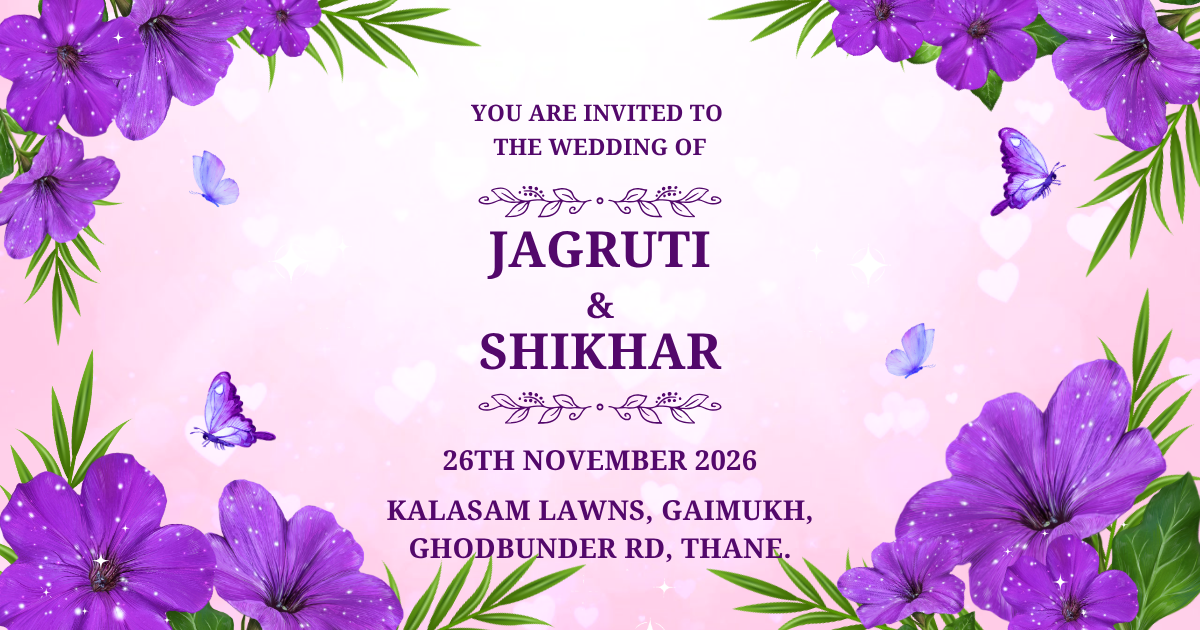 YOU ARE INVITED TO
THE WEDDING OF
JAGRUTI
&
SHIKHAR
26TH NOVEMBER 2026
KALASAM LAWNS, GAIMUKH,
GHODBUNDER RD, THANE.